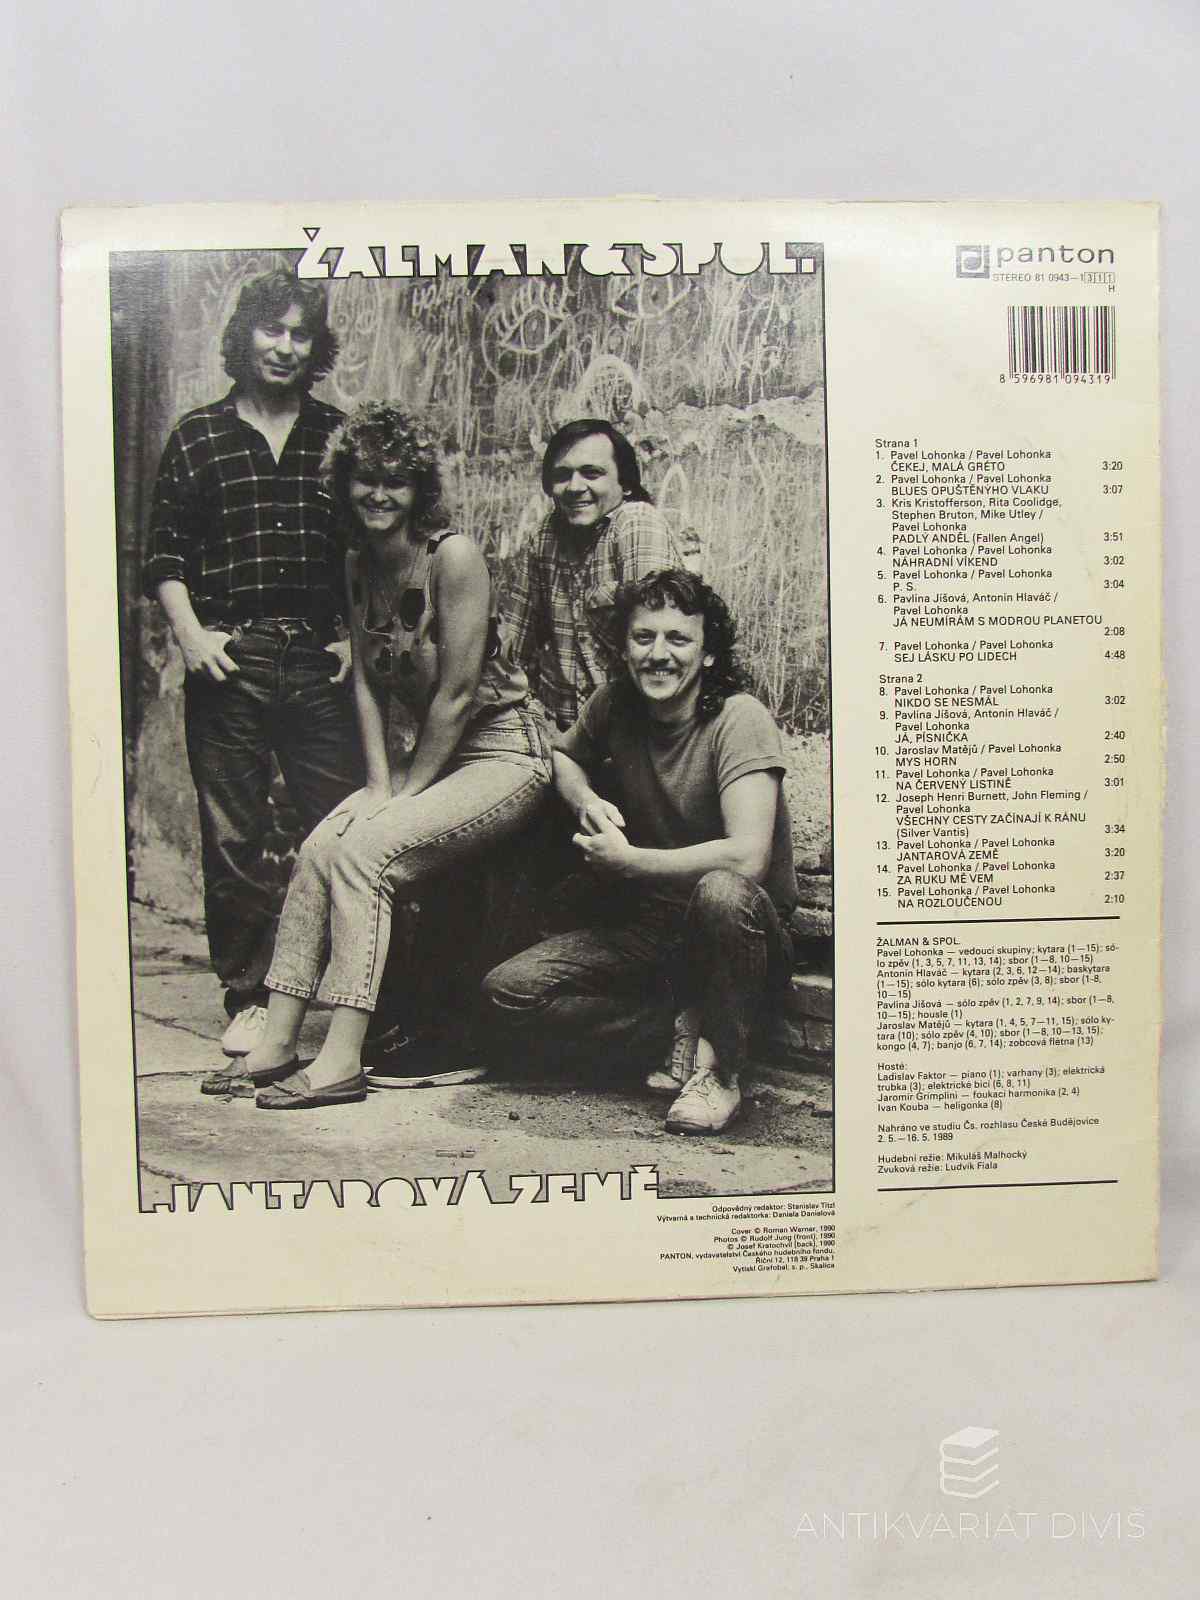 ŽALMAN & SPOL.
panton
STEREO 81 0943-1 311
H
8 596981 094319
Strana 1
1. Pavel Lohonka / Pavel Lohonka
ČEKEJ, MALÁ GRÉTO 3:20
2. Pavel Lohonka / Pavel Lohonka
BLUES OPUŠTĚNÝHO VLAKU 3:07
3. Kris Kristofferson, Rita Coolidge,
Stephen Bruton, Mike Utley /
Pavel Lohonka
PADLÝ ANDĚL (Fallen Angel) 3:51
4. Pavel Lohonka / Pavel Lohonka
NÁHRADNÍ VÍKEND 3:02
5. Pavel Lohonka / Pavel Lohonka
P. S. 3:04
6. Pavlína Jíšová, Antonín Hlaváč /
Pavel Lohonka
JÁ NEUMÍRÁM S MODROU PLANETOU
2:08
7. Pavel Lohonka / Pavel Lohonka
SEJ LÁSKU PO LIDECH 4:48
Strana 2
8. Pavel Lohonka / Pavel Lohonka
NIKDO SE NESMÁL 3:02
9. Pavlína Jíšová, Antonín Hlaváč /
Pavel Lohonka
JÁ, PÍSNIČKA 2:40
10. Jaroslav Matějů / Pavel Lohonka
MYS HORN 2:50
11. Pavel Lohonka / Pavel Lohonka
NA ČERVENÝ LISTINĚ 3:01
12. Joseph Henri Burnett, John Fleming /
Pavel Lohonka
VŠECHNY CESTY ZAČÍNAJÍ K RÁNU
(Silver Vantis) 3:34
13. Pavel Lohonka / Pavel Lohonka
JANTAROVÁ ZEMĚ 3:20
14. Pavel Lohonka / Pavel Lohonka
ZA RUKU MĚ VEM 2:37
15. Pavel Lohonka / Pavel Lohonka
NA ROZLOUČENOU 2:10
ŽALMAN & SPOL.
Pavel Lohonka — vedoucí skupiny; kytara (1—15); só-
lo zpěv (1, 3, 5, 7, 11, 13, 14); sbor (1—8, 10—15)
Antonín Hlaváč — kytara (2, 3, 6, 12—14); baskytara
(1—15); sólo kytara (6); sólo zpěv (3, 8); sbor (1-8,
10—15)
Pavlína Jíšová — sólo zpěv (1, 2, 7, 9, 14); sbor (1—8,
10—15); housle (1)
Jaroslav Matějů — kytara (1, 4, 5, 7—11, 15); sólo ky-
tara (10); sólo zpěv (4, 10); sbor (1—8, 10—13, 15);
kongo (4, 7); banjo (6, 7, 14); zobcová flétna (13)
Hosté:
Ladislav Faktor — piano (1); varhany (3); elektrická
trubka (3); elektrické bicí (6, 8, 11)
Jaromír Grimplini — foukací harmonika (2, 4)
Ivan Kouba — heligonka (8)
Nahráno ve studiu Čs. rozhlasu České Budějovice
2. 5. —16. 5. 1989
Hudební režie: Mikuláš Malhocký
Zvuková režie: Ludvík Fiala
JANTAROVÁ ZEMĚ
Odpovědný redaktor: Stanislav Titzl
Výtvarná a technická redaktorka: Daniela Danielová
Cover © Roman Warner, 1990
Photos © Rudolf Jung (front), 1990
© Josef Kratochvíl (back), 1990
PANTON, vydavatelství Českého hudebního fondu,
Říční 12, 118 39 Praha 1
Vytiskl Grafobal, s. p., Skalica
ANTIKVARIÁT DIVIŠ